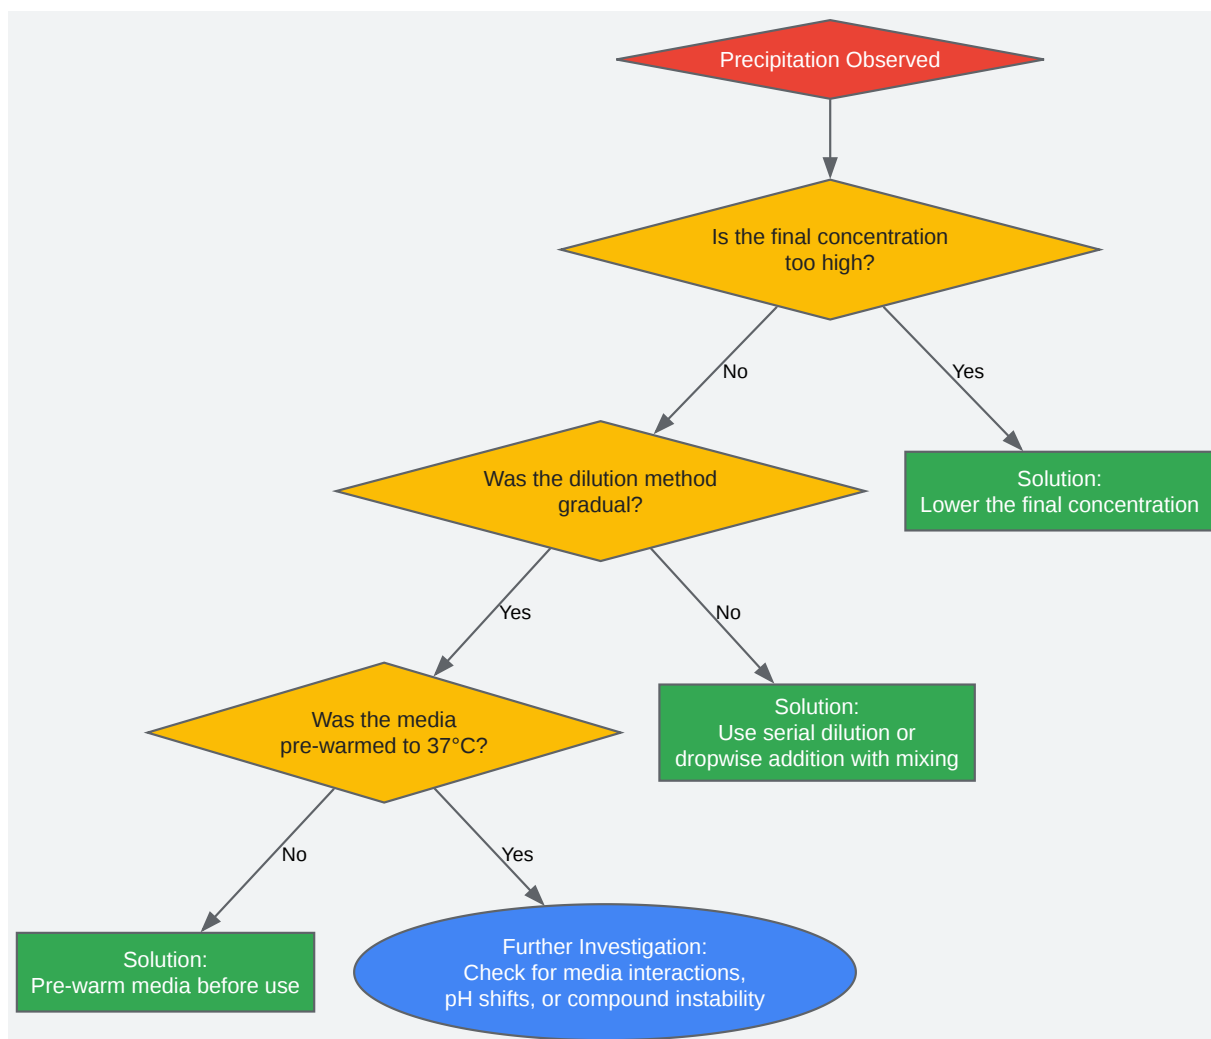 Precipitation Observed
Is the final concentration
too high?
No
Yes
Was the dilution method
gradual?
Solution:
Lower the final concentration
Yes
No
Was the media
pre-warmed to 37°C?
Solution:
Use serial dilution or
dropwise addition with mixing
No
Yes
Solution:
Pre-warm media before use
Further Investigation:
Check for media interactions,
pH shifts, or compound instability